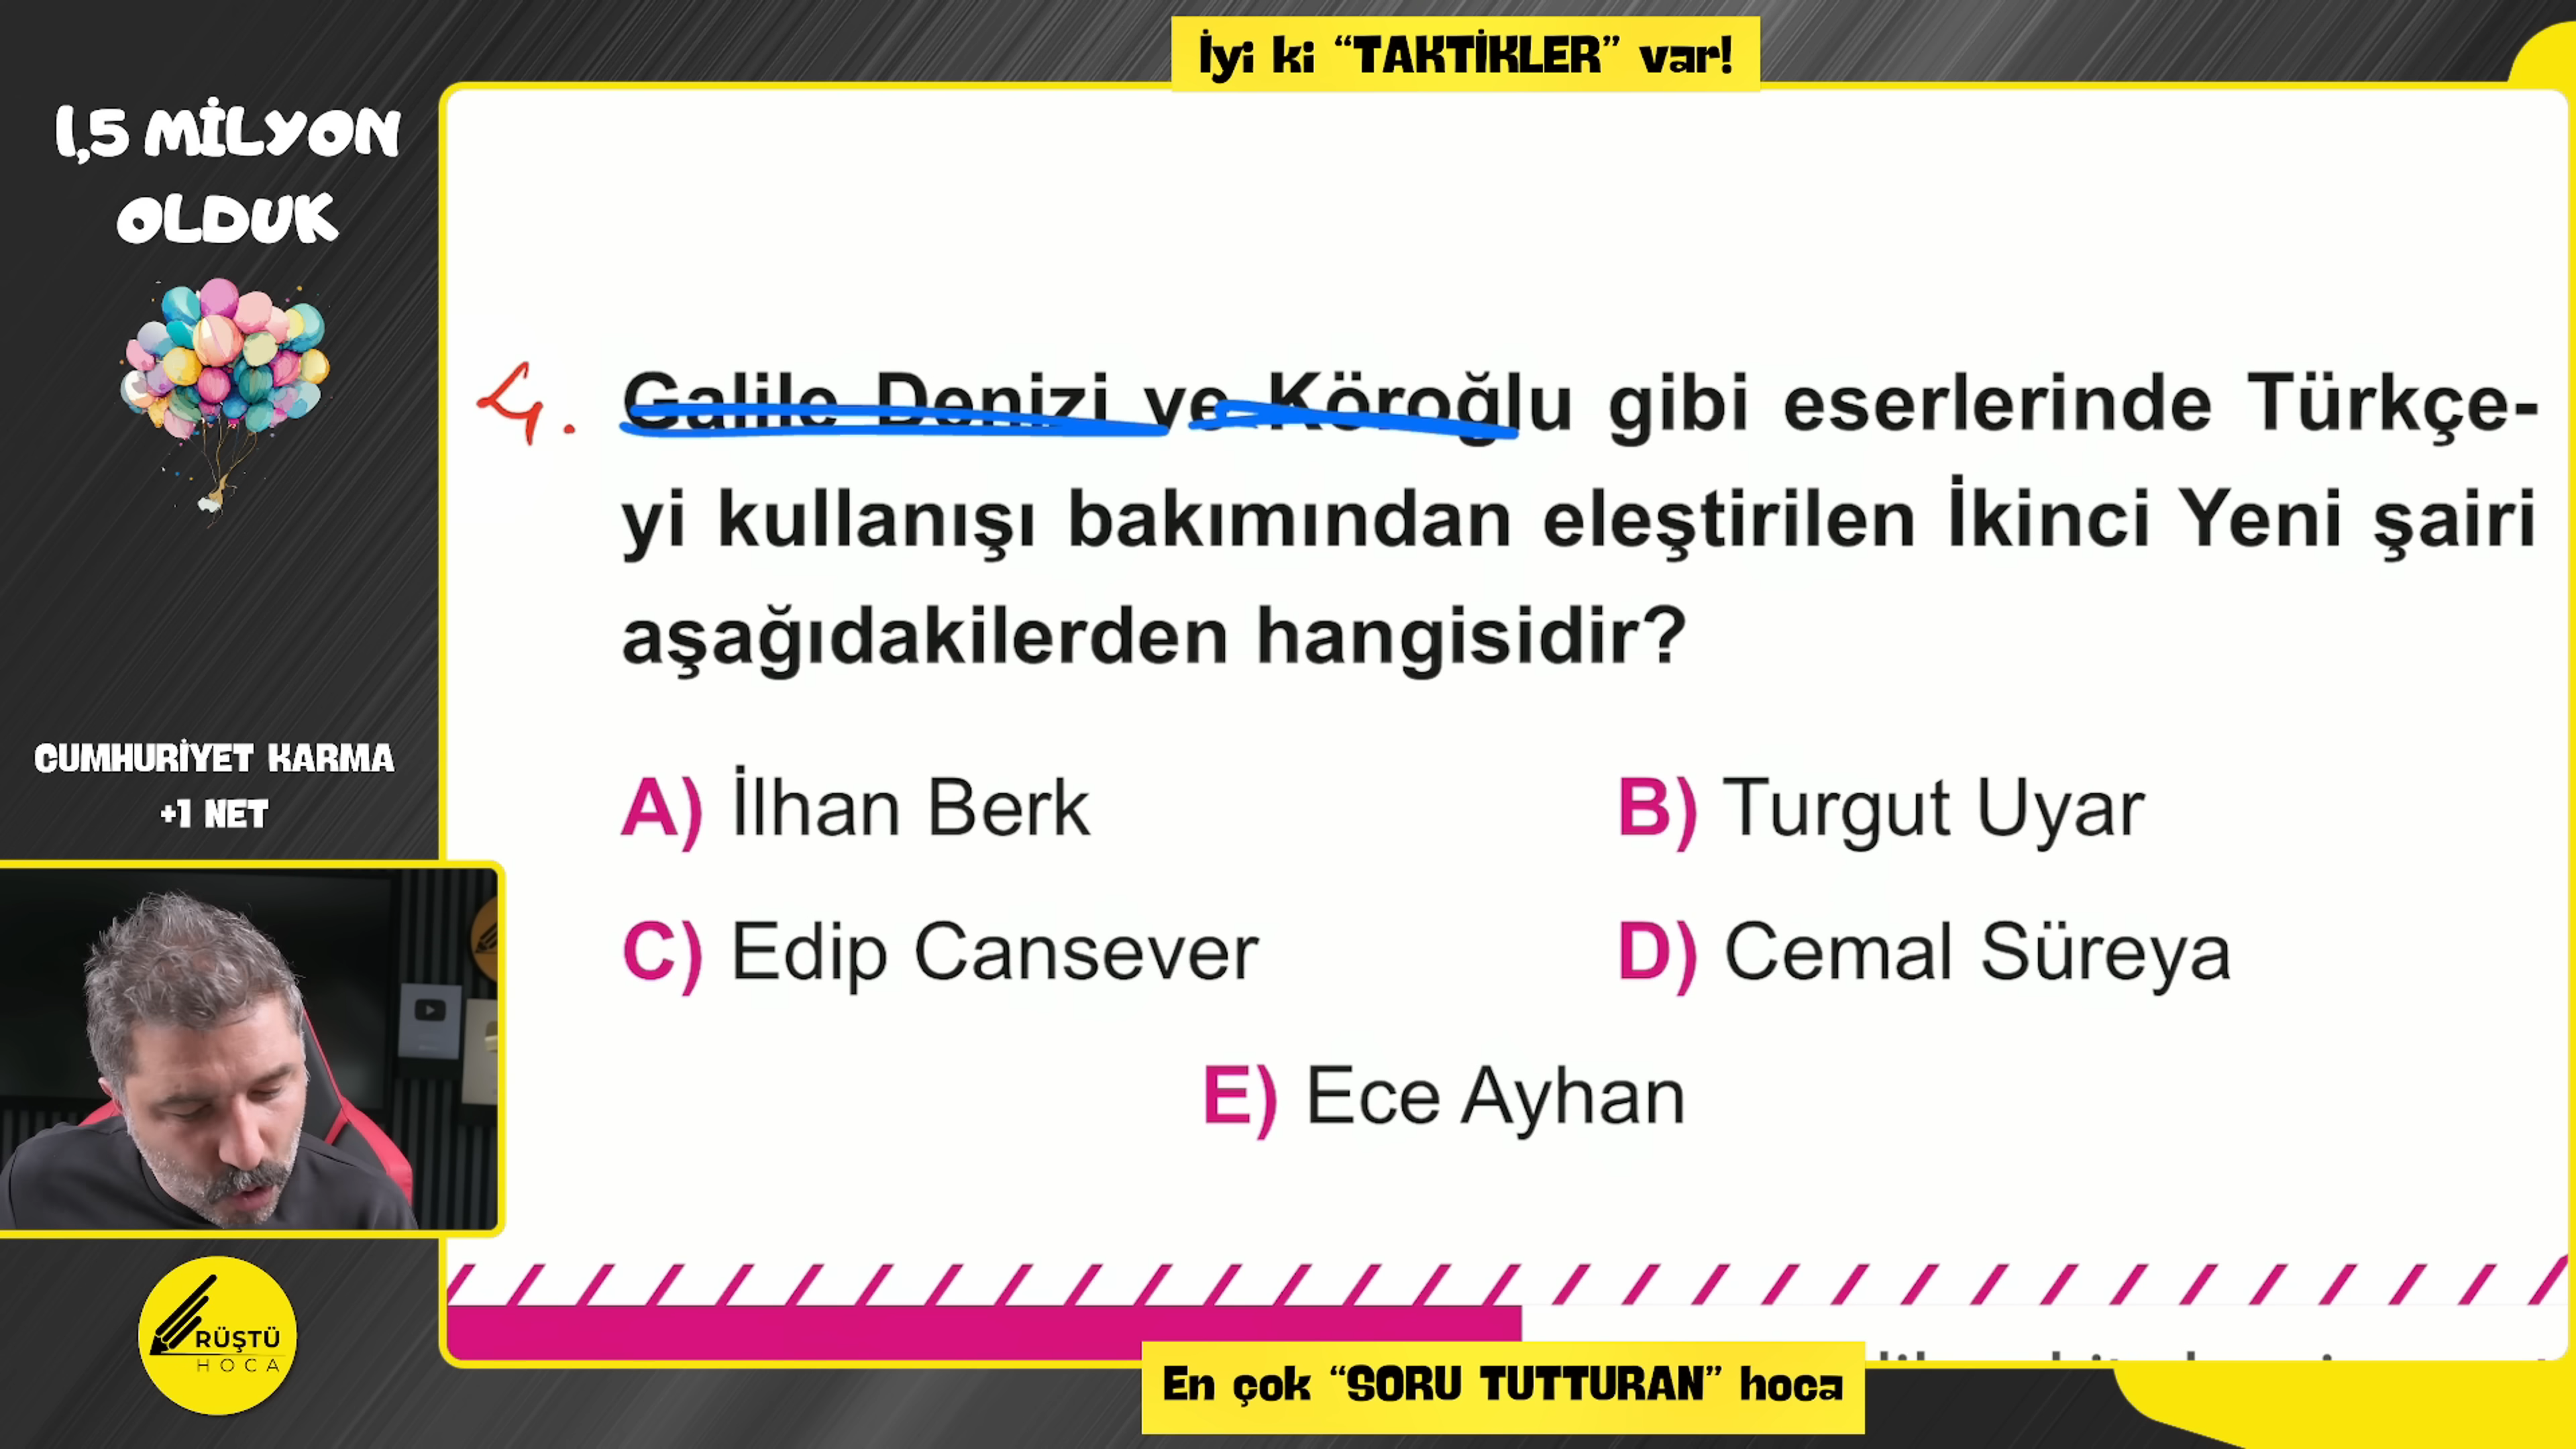 İyi ki “TAKTİKLER” var!
1,5 MİLYON
OLDUK
4. Galile Denizi ve Köroğlu gibi eserlerinde Türkçe-
yi kullanışı bakımından eleştirilen İkinci Yeni şairi
aşağıdakilerden hangisidir?
A) İlhan Berk
B) Turgut Uyar
C) Edip Cansever
D) Cemal Süreya
E) Ece Ayhan
CUMHURİYET KARMA
+1 NET
RÜŞTÜ
HOCA
En çok “SORU TUTTURAN” hoca